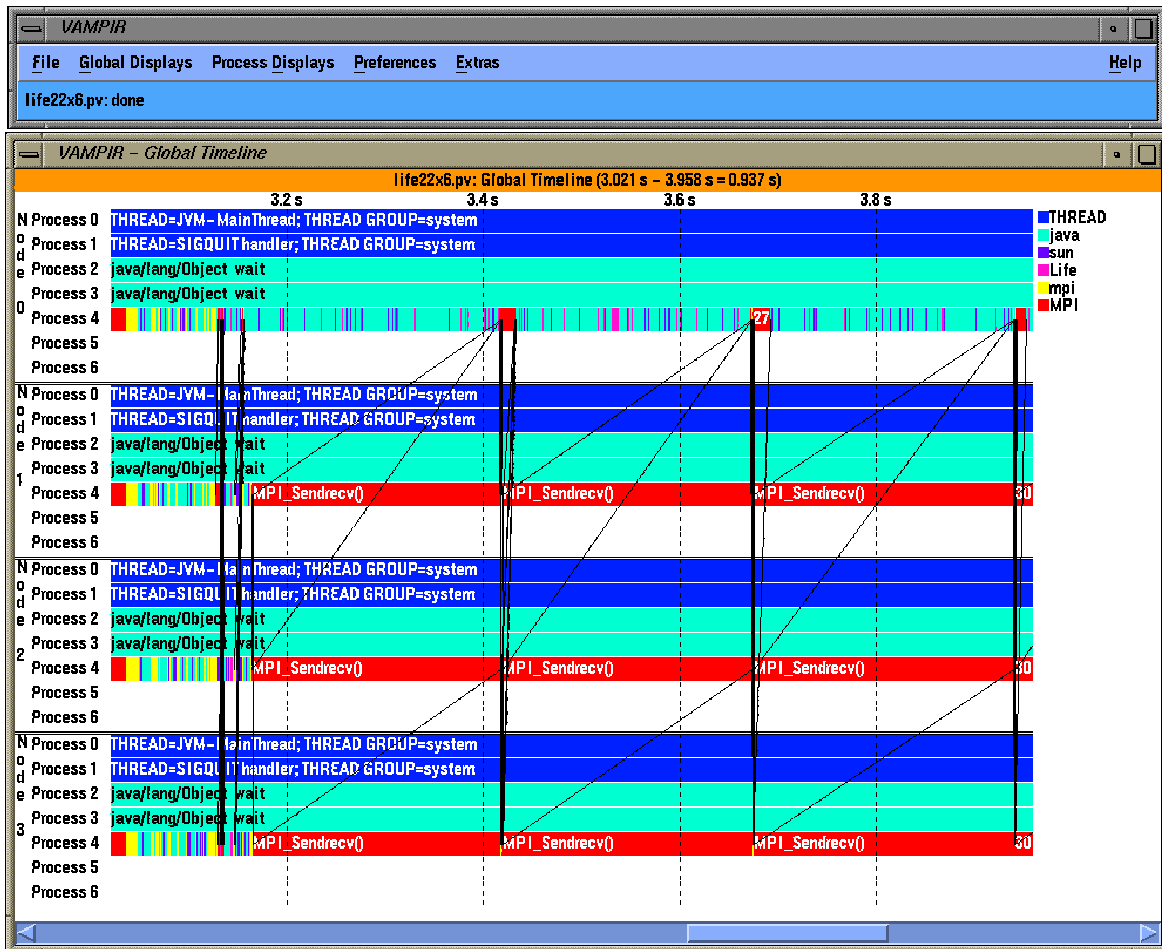 VAMPIR
File Global Displays Process Displays Preferences Extras Help
life22x6.pv: done
VAMPIR – Global Timeline
life22x6.pv: Global Timeline (3.021 s – 3.958 s = 0.937 s)
3.2 s 3.4 s 3.6 s 3.8 s
Node 0
Process 0 THREAD=JVM-MainThread; THREAD GROUP=system
Process 1 THREAD=SIGQUIThandler; THREAD GROUP=system
Process 2 java/lang/Object wait
Process 3 java/lang/Object wait
Process 4 27
Process 5
Process 6
THREAD
java
sun
Life
mpi
MPI
Node 1
Process 0 THREAD=JVM-MainThread; THREAD GROUP=system
Process 1 THREAD=SIGQUIThandler; THREAD GROUP=system
Process 2 java/lang/Object wait
Process 3 java/lang/Object wait
Process 4 MPI_Sendrecv() MPI_Sendrecv() MPI_Sendrecv() 30
Process 5
Process 6
Node 2
Process 0 THREAD=JVM-MainThread; THREAD GROUP=system
Process 1 THREAD=SIGQUIThandler; THREAD GROUP=system
Process 2 java/lang/Object wait
Process 3 java/lang/Object wait
Process 4 MPI_Sendrecv() MPI_Sendrecv() MPI_Sendrecv() 30
Process 5
Process 6
Node 3
Process 0 THREAD=JVM-MainThread; THREAD GROUP=system
Process 1 THREAD=SIGQUIThandler; THREAD GROUP=system
Process 2 java/lang/Object wait
Process 3 java/lang/Object wait
Process 4 MPI_Sendrecv() MPI_Sendrecv() MPI_Sendrecv() 30
Process 5
Process 6